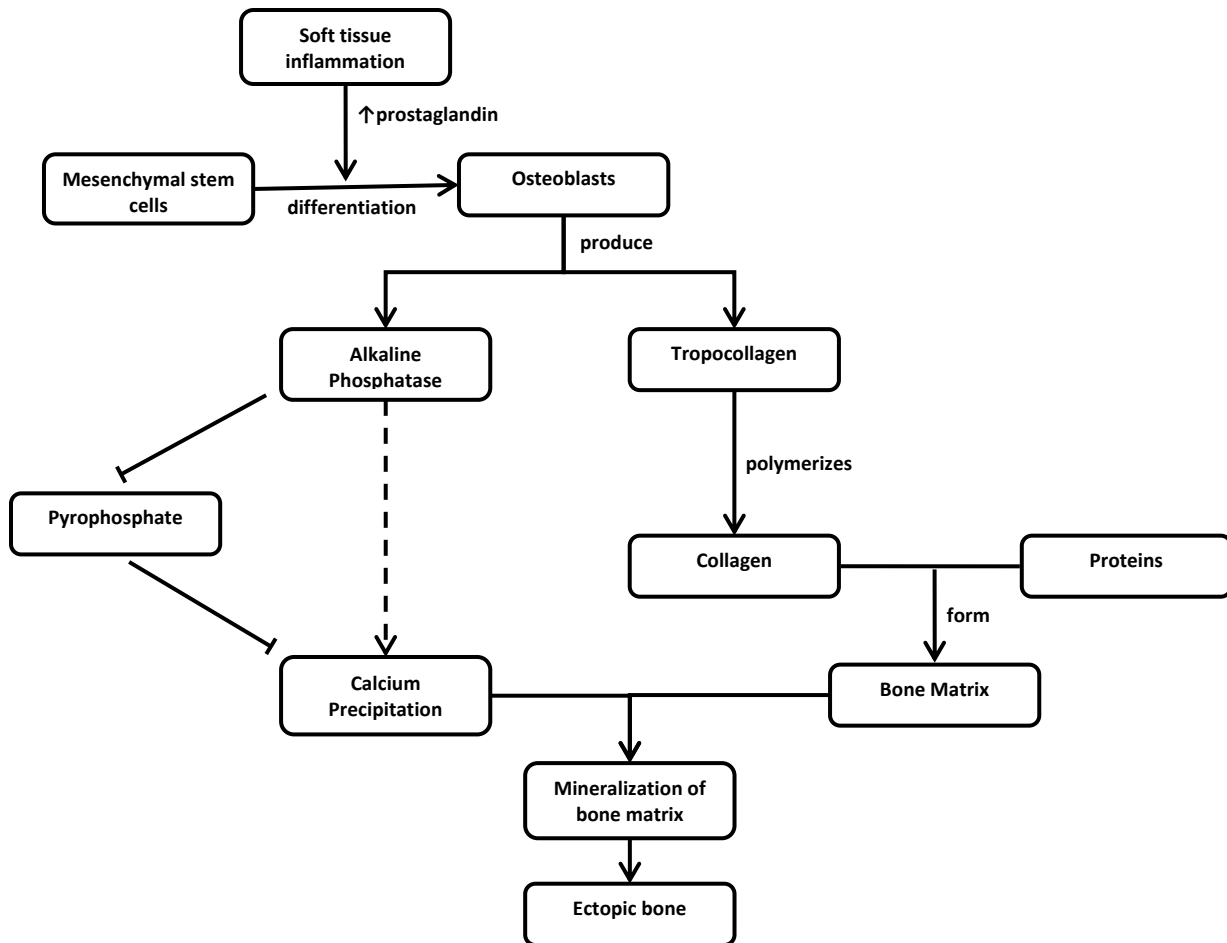 Soft tissue
inflammation
↑prostaglandin
Mesenchymal stem
cells
differentiation
Osteoblasts
produce
Alkaline
Phosphatase
Tropocollagen
polymerizes
Pyrophosphate
Collagen
Proteins
form
Calcium
Precipitation
Bone Matrix
Mineralization of
bone matrix
Ectopic bone